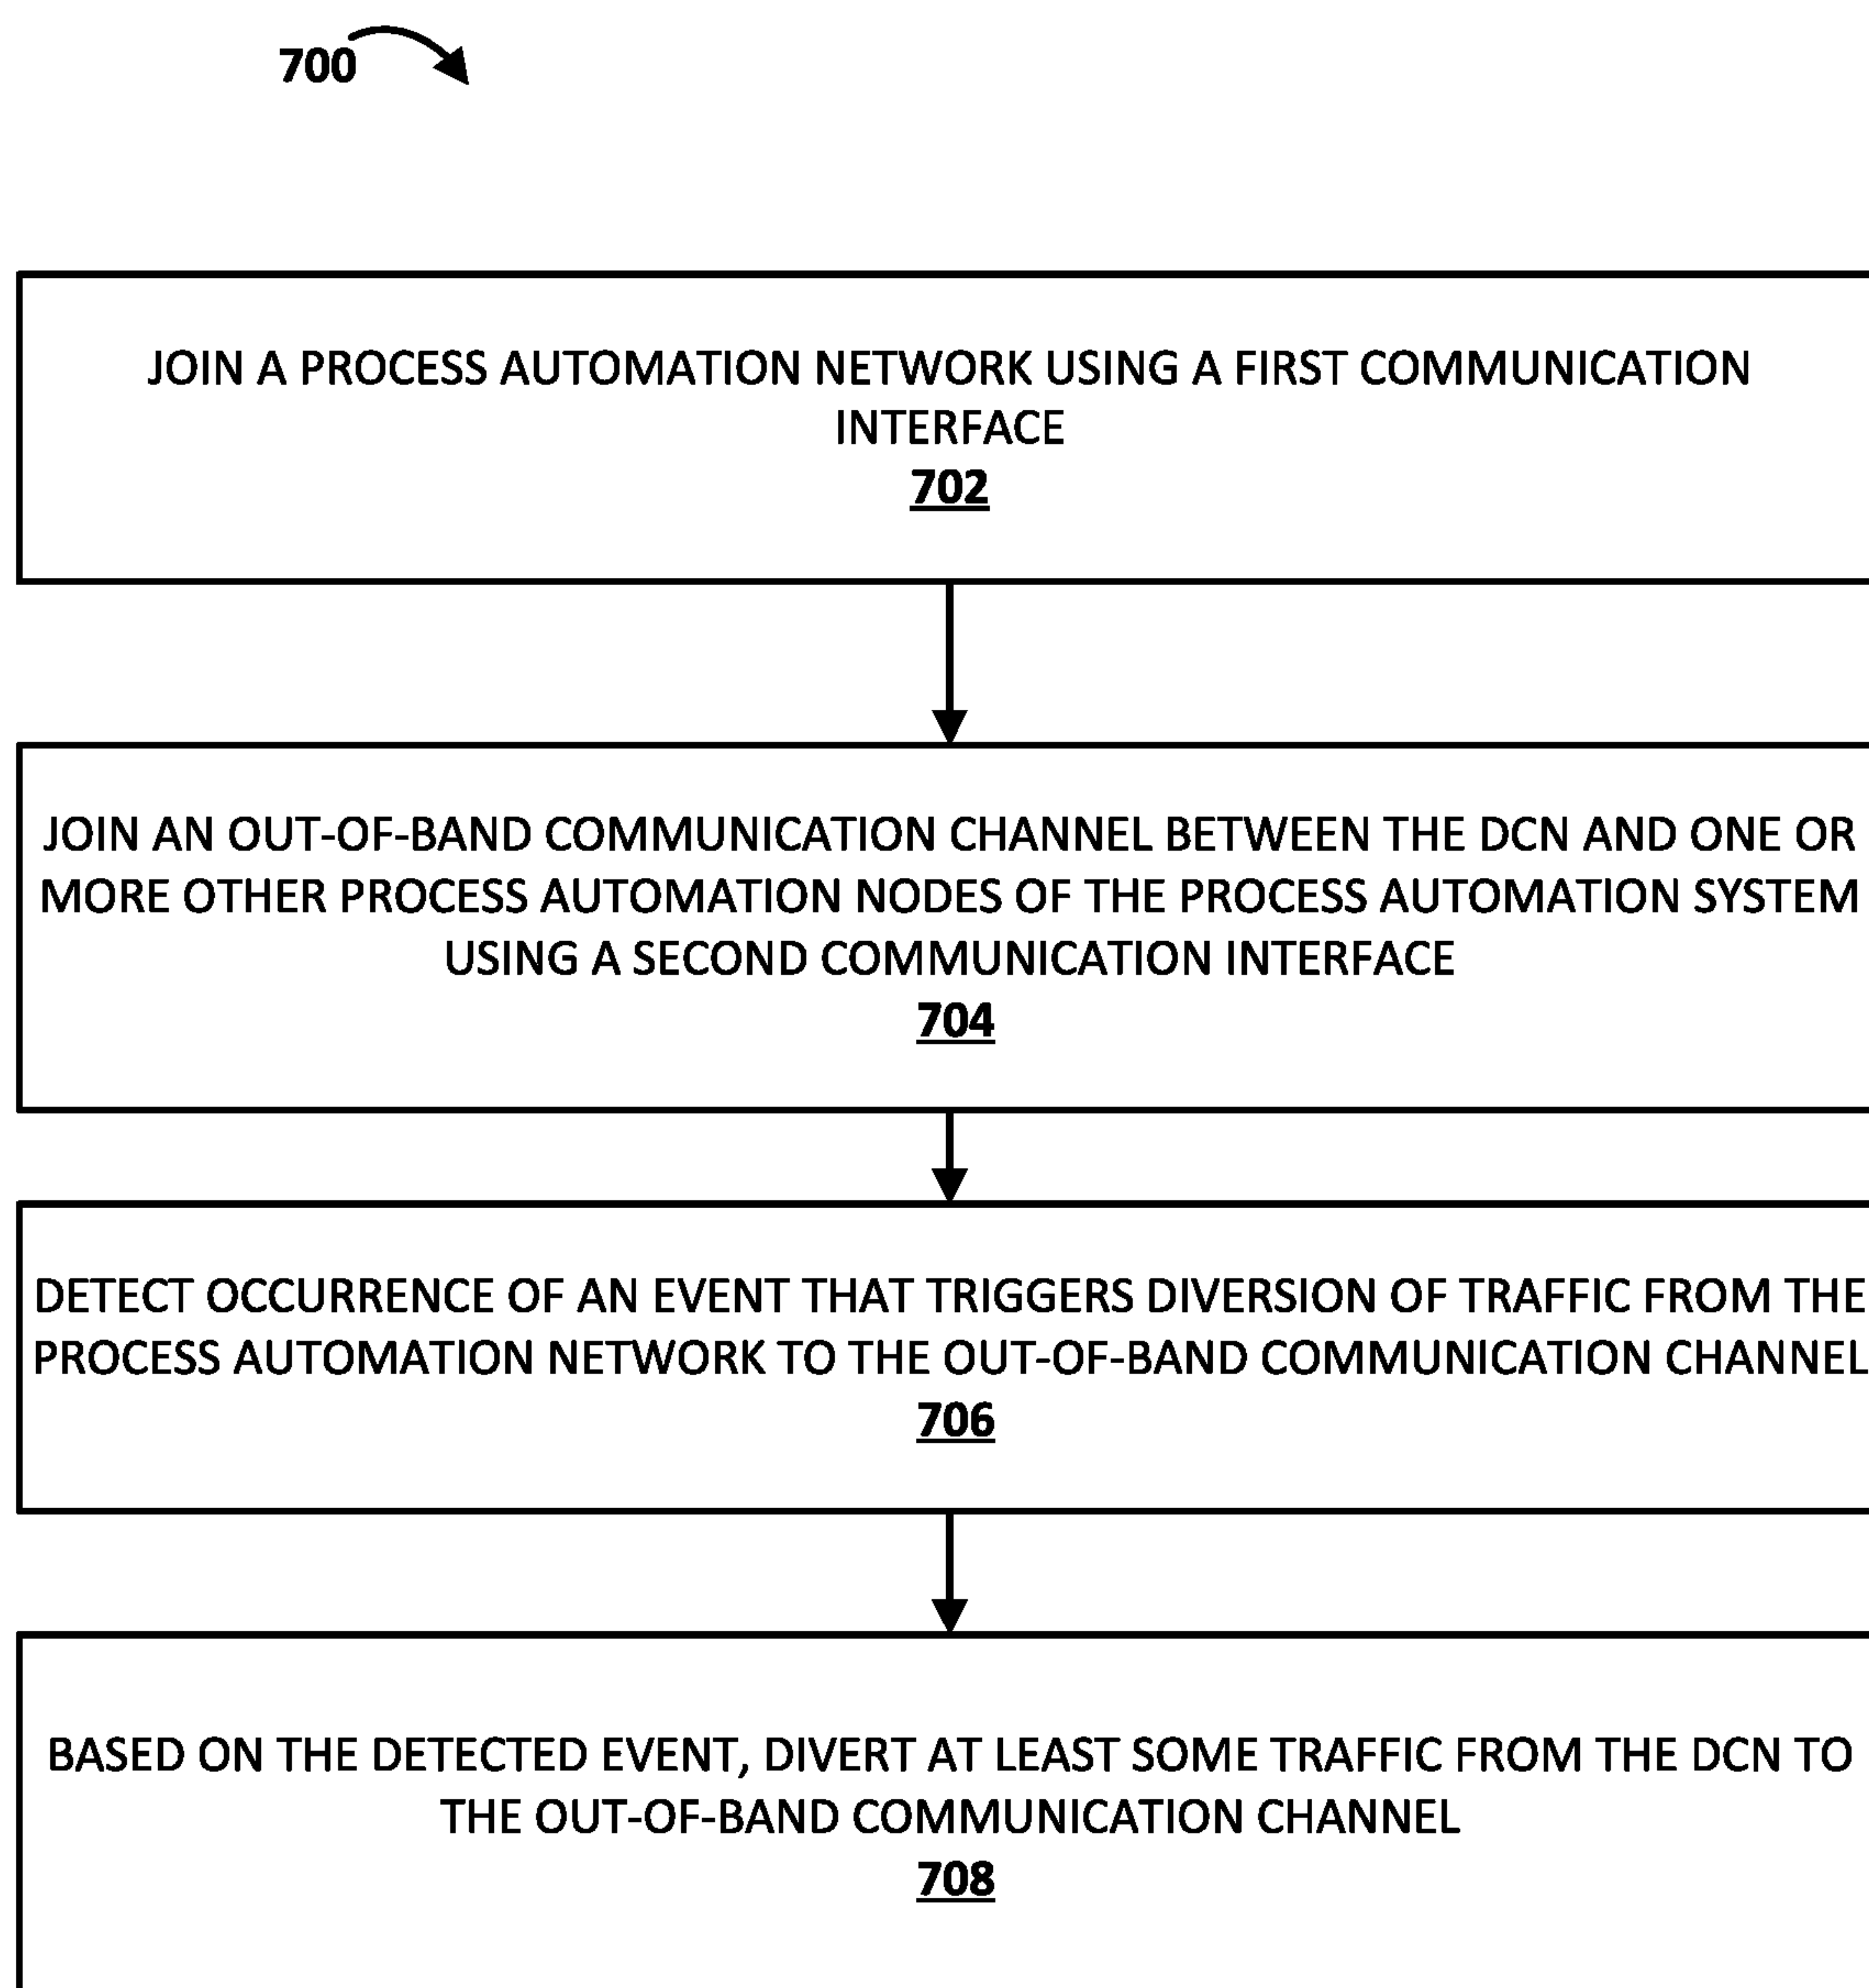 700
JOIN A PROCESS AUTOMATION NETWORK USING A FIRST COMMUNICATION
INTERFACE
702
JOIN AN OUT-OF-BAND COMMUNICATION CHANNEL BETWEEN THE DCN AND ONE OR
MORE OTHER PROCESS AUTOMATION NODES OF THE PROCESS AUTOMATION SYSTEM
USING A SECOND COMMUNICATION INTERFACE
704
DETECT OCCURRENCE OF AN EVENT THAT TRIGGERS DIVERSION OF TRAFFIC FROM THE
PROCESS AUTOMATION NETWORK TO THE OUT-OF-BAND COMMUNICATION CHANNEL
706
BASED ON THE DETECTED EVENT, DIVERT AT LEAST SOME TRAFFIC FROM THE DCN TO
THE OUT-OF-BAND COMMUNICATION CHANNEL
708